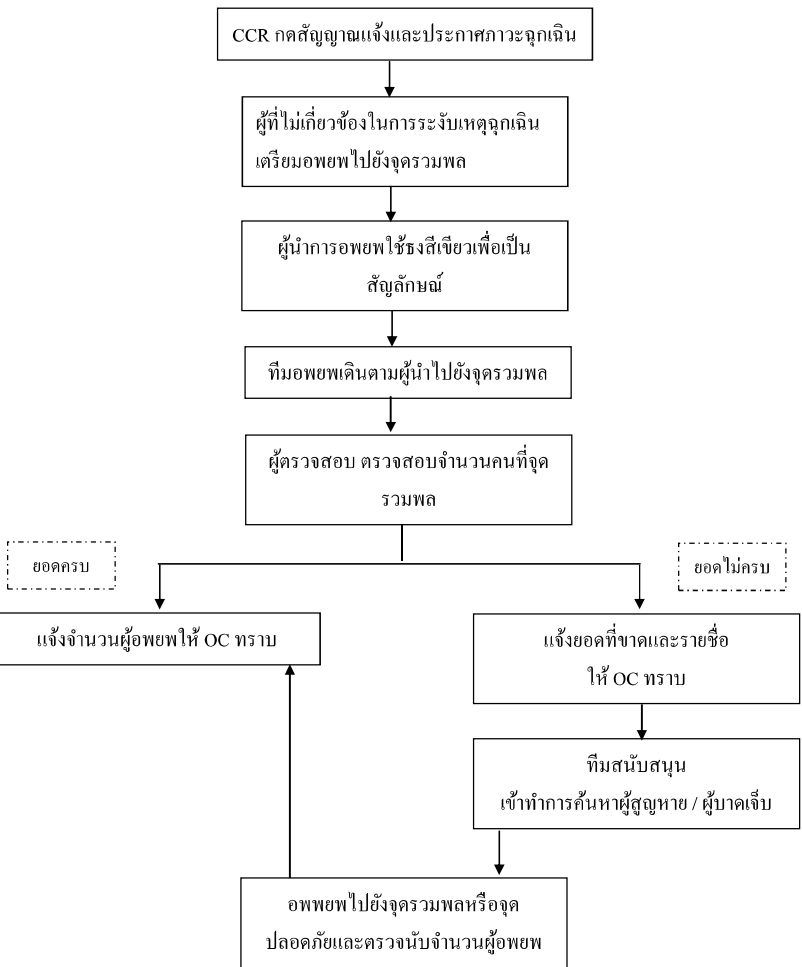 CCR กดสัญญาณแจ้งและประกาศภาวะฉุกเฉิน
ผู้ที่ไม่เกี่ยวข้องในการระงับเหตุฉุกเฉิน
เตรียมอพยพไปยังจุดรวมพล
ผู้นำการอพยพใช้ธงสีเขียวเพื่อเป็น
สัญลักษณ์
ทีมอพยพเดินตามผู้นำไปยังจุดรวมพล
ผู้ตรวจสอบ ตรวจสอบจำนวนคนที่จุด
รวมพล
ยอดครบ
ยอดไม่ครบ
แจ้งจำนวนผู้อพยพให้ OC ทราบ
แจ้งยอดที่ขาดและรายชื่อ
ให้ OC ทราบ
ทีมสนับสนุน
เข้าทำการค้นหาผู้สูญหาย / ผู้บาดเจ็บ
อพพยพไปยังจุดรวมพลหรือจุด
ปลอดภัยและตรวจนับจำนวนผู้อพยพ